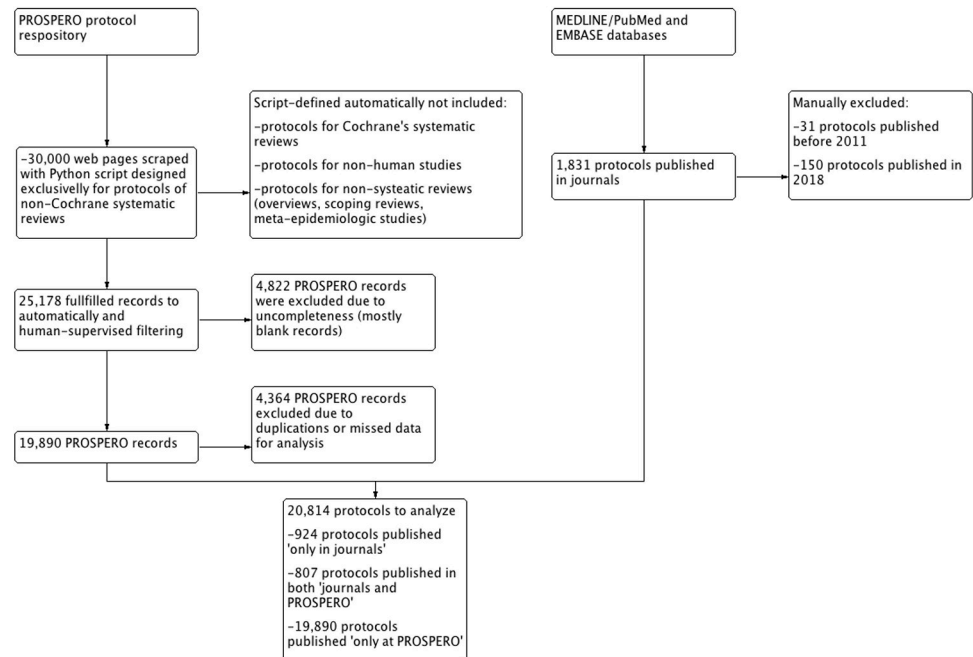 PROSPERO protocol
respository
MEDLINE/PubMed and
EMBASE databases
Script-defined automatically not included:
-protocols for Cochrane's systematic
reviews
-protocols for non-human studies
-protocols for non-systeatic reviews
(overviews, scoping reviews,
meta-epidemiologic studies)
Manually excluded:
-31 protocols published
before 2011
-150 protocols published in
2018
-30,000 web pages scraped
with Python script designed
exclusivelly for protocols of
non-Cochrane systematic
reviews
1,831 protocols published
in journals
25,178 fullfilled records to
automatically and
human-supervised filtering
4,822 PROSPERO records
were excluded due to
uncompleteness (mostly
blank records)
19,890 PROSPERO records
4,364 PROSPERO records
excluded due to
duplications or missed data
for analysis
20,814 protocols to analyze
-924 protocols published
'only in journals'
-807 protocols published in
both 'journals and
PROSPERO'
-19,890 protocols
published 'only at PROSPERO'